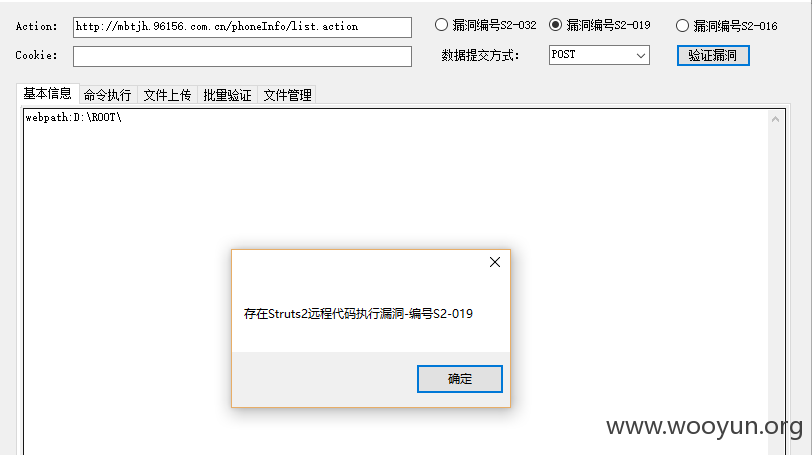 Action: http://mbtjh.96156.com.cn/phoneInfo/list.action 漏洞编号S2-032 漏洞编号S2-019 漏洞编号S2-016
Cookie: 数据提交方式: POST 验证漏洞
基本信息 命令执行 文件上传 批量验证 文件管理
webpath:D:\ROOT\
存在Struts2远程代码执行漏洞-编号S2-019
确定
www.wooyun.org